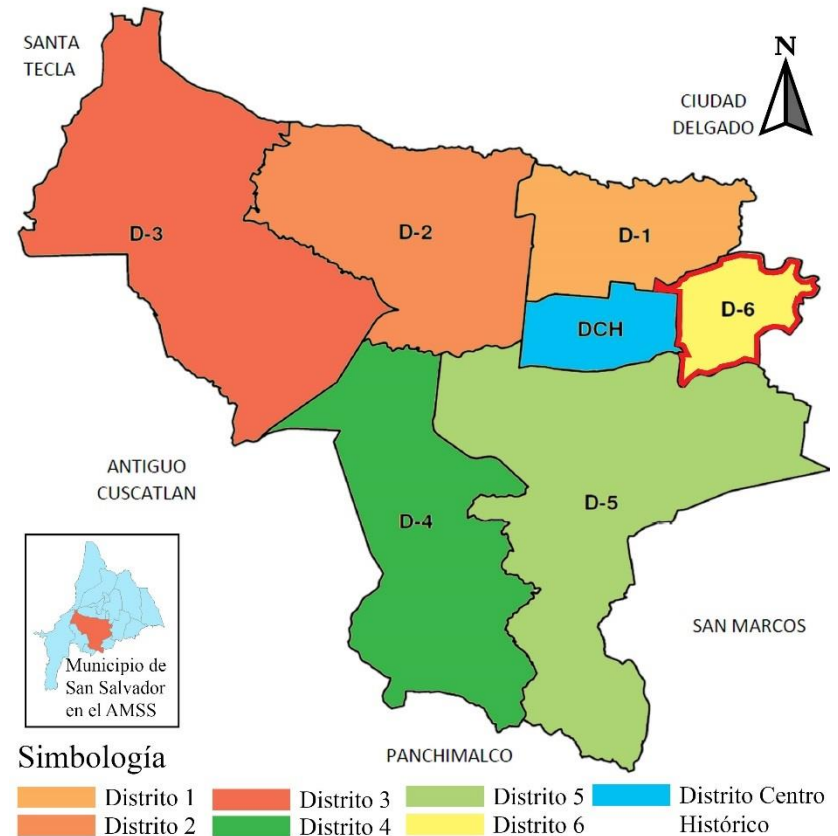 SANTA
TECLA
N
CIUDAD
DELGADO
D-3
D-2
D-1
D-6
DCH
ANTIGUO
CUSCATLAN
D-4
D-5
SAN MARCOS
Municipio de
San Salvador
en el AMSS
PANCHIMALCO
Simbología
Distrito 1
Distrito 2
Distrito 3
Distrito 4
Distrito 5
Distrito 6
Distrito Centro
Histórico